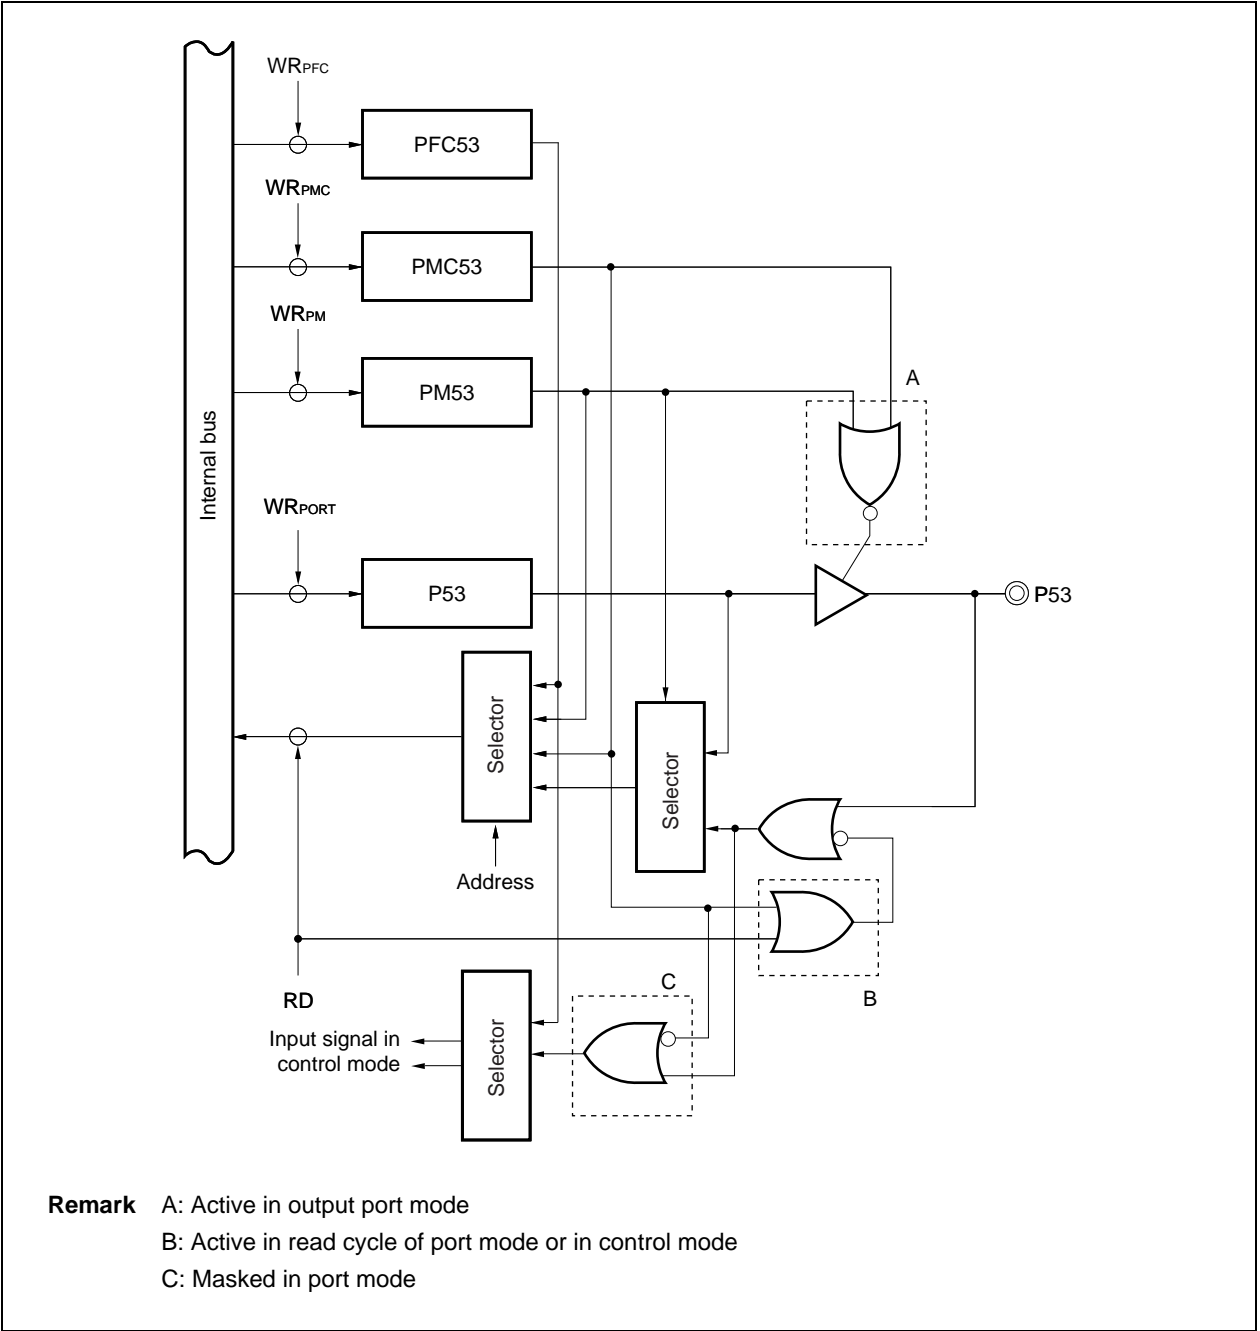 WRPFC
PFC53
WRPMC
PMC53
WRPM
PM53
A
Internal bus
WRPORT
P53
P53
Selector
Selector
Address
B
C
RD
Input signal in
control mode
Selector
Remark A: Active in output port mode
B: Active in read cycle of port mode or in control mode
C: Masked in port mode